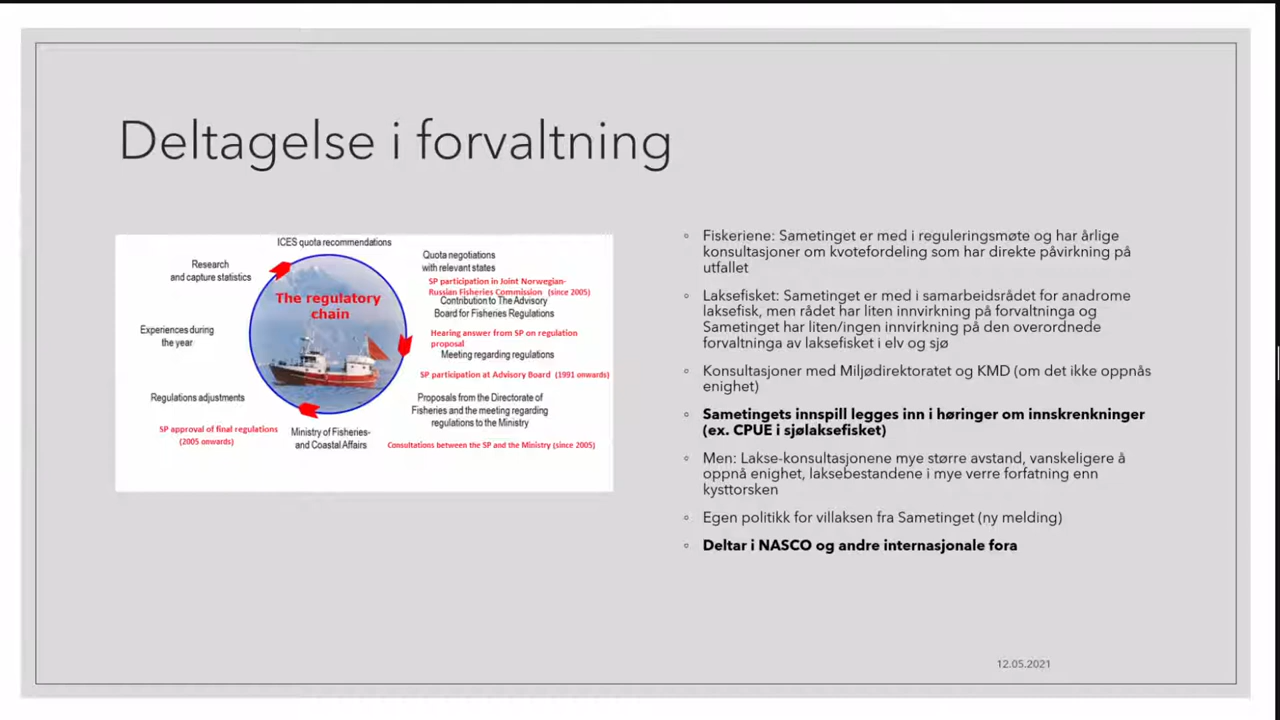 Deltagelse i forvaltning
ICES quota recommendations
Research
and capture statistics
Quota negotiations
with relevant states
SP participation in Joint Norwegian-
Russian Fisheries Commission (since 2005)
Contribution to The Advisory
Board for Fisheries Regulations
The regulatory
chain
Experiences during
the year
Hearing answer from SP on regulation
proposal
Meeting regarding regulations
SP participation at Advisory Board (1991 onwards)
Regulations adjustments
Proposals from the Directorate of
Fisheries and the meeting regarding
regulations to the Ministry
SP approval of final regulations
(2005 onwards)
Ministry of Fisheries-
and Coastal Affairs
Consultations between the SP and the Ministry (since 2005)
◦ Fiskeriene: Sametinget er med i reguleringsmøte og har årlige
konsultasjoner om kvotefordeling som har direkte påvirkning på
utfallet
◦ Laksefisket: Sametinget er med i samarbeidsrådet for anadrome
laksefisk, men rådet har liten innvirkning på forvaltninga og
Sametinget har liten/ingen innvirkning på den overordnede
forvaltninga av laksefisket i elv og sjø
◦ Konsultasjoner med Miljødirektoratet og KMD (om det ikke oppnås
enighet)
◦ Sametingets innspill legges inn i høringer om innskrenkninger
(ex. CPUE i sjølaksefisket)
◦ Men: Lakse-konsultasjonene mye større avstand, vanskeligere å
oppnå enighet, laksebestandene i mye verre forfatning enn
kysttorsken
◦ Egen politikk for villaksen fra Sametinget (ny melding)
◦ Deltar i NASCO og andre internasjonale fora
12.05.2021